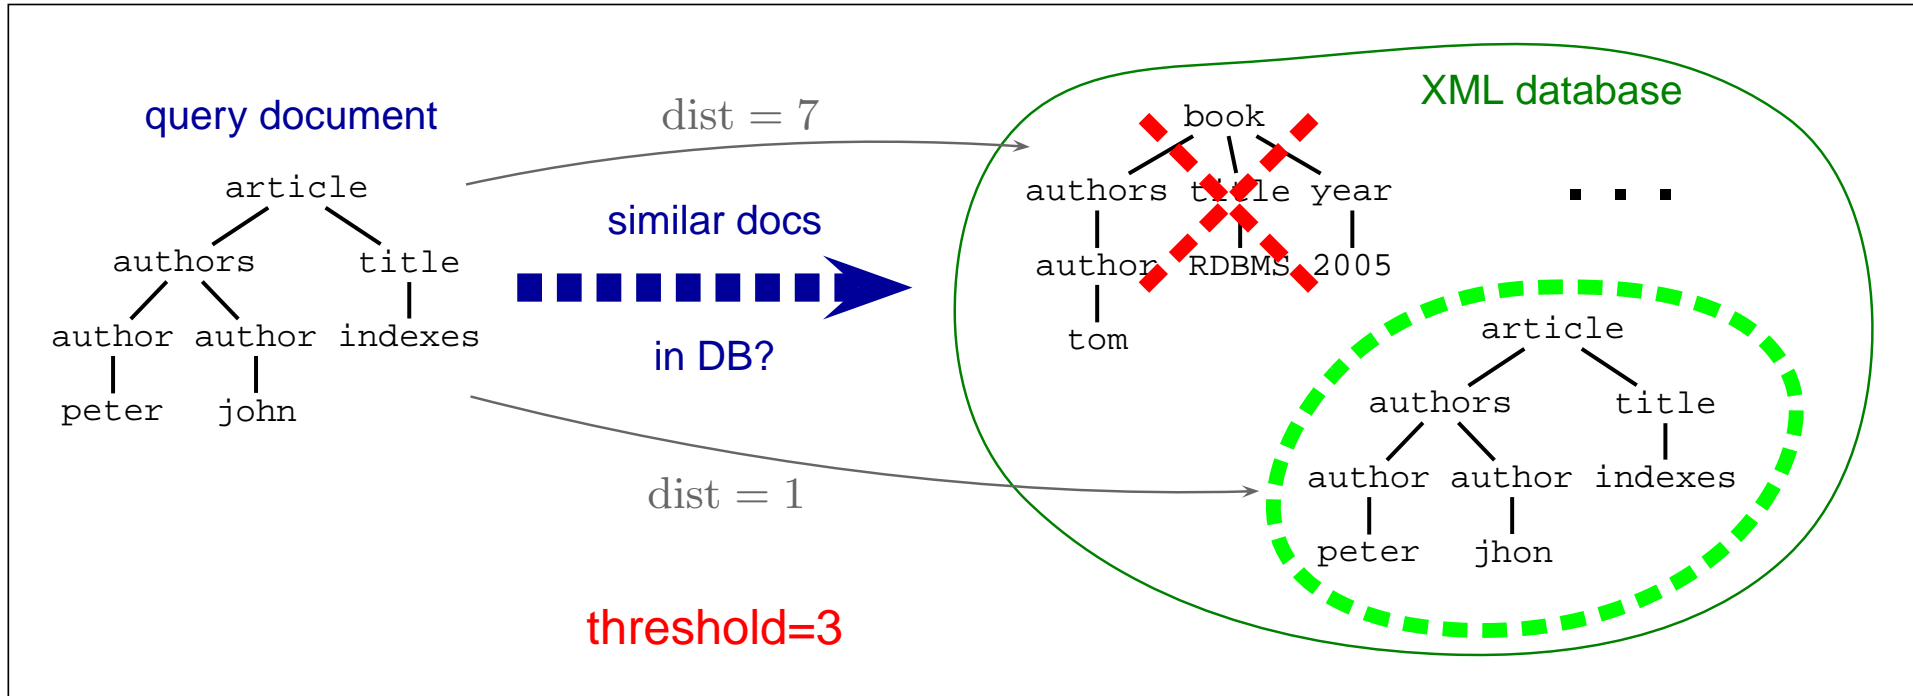 query document
article
authors title
author author indexes
peter john
dist = 7
similar docs
in DB?
dist = 1
threshold=3
XML database
book
authors title year
author RDBMS 2005
tom
. . .
article
authors title
author author indexes
peter jhon